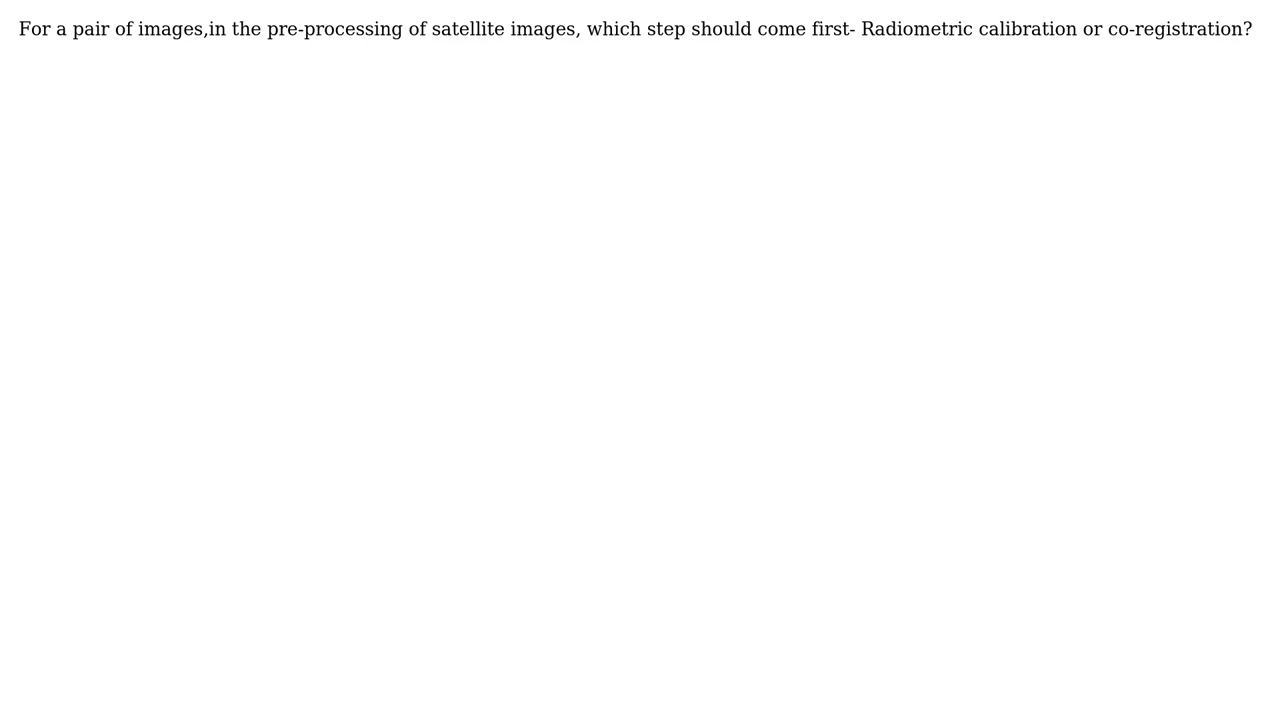 For a pair of images,in the pre-processing of satellite images, which step should come first- Radiometric calibration or co-registration?